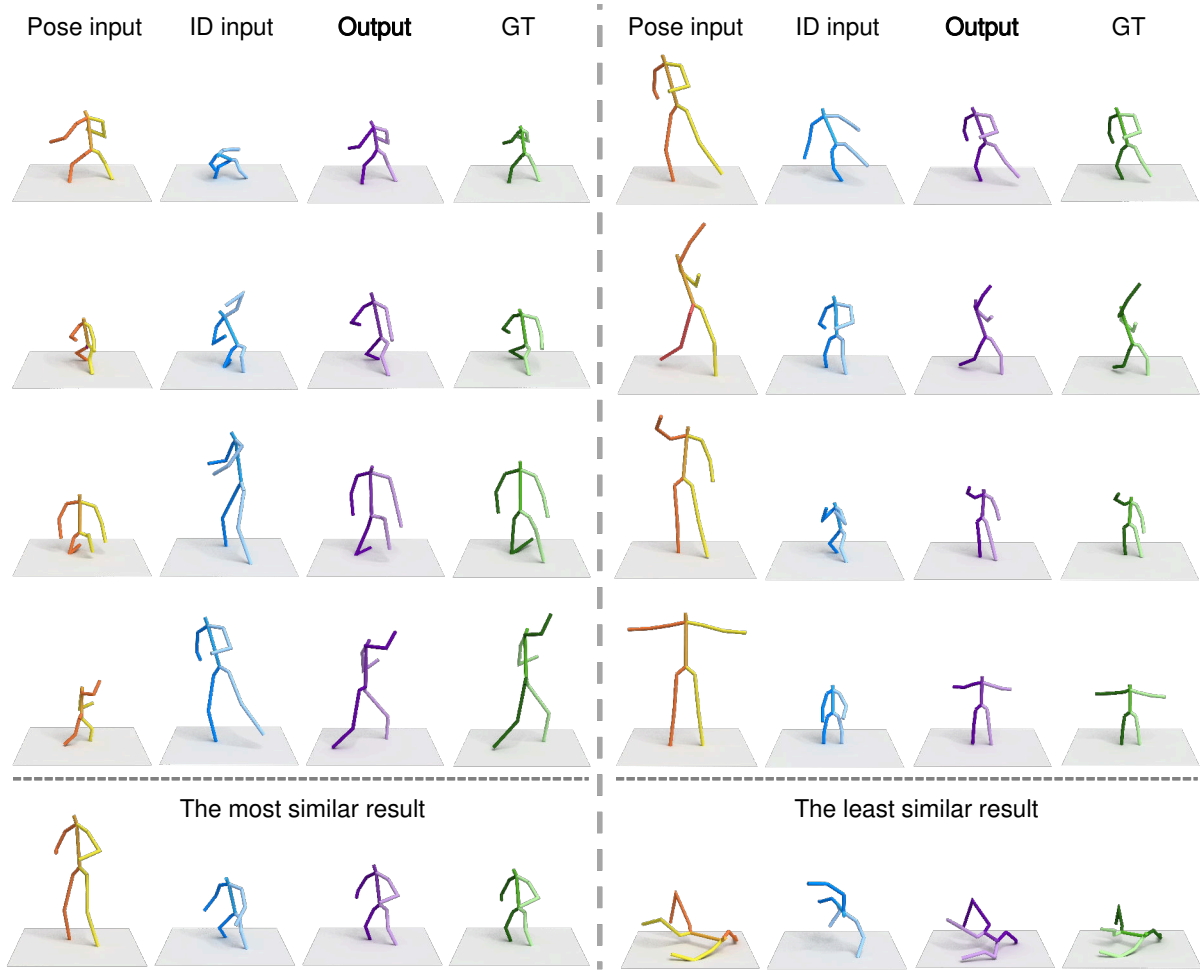 Pose input ID input Output GT
Pose input ID input Output GT
The most similar result
The least similar result